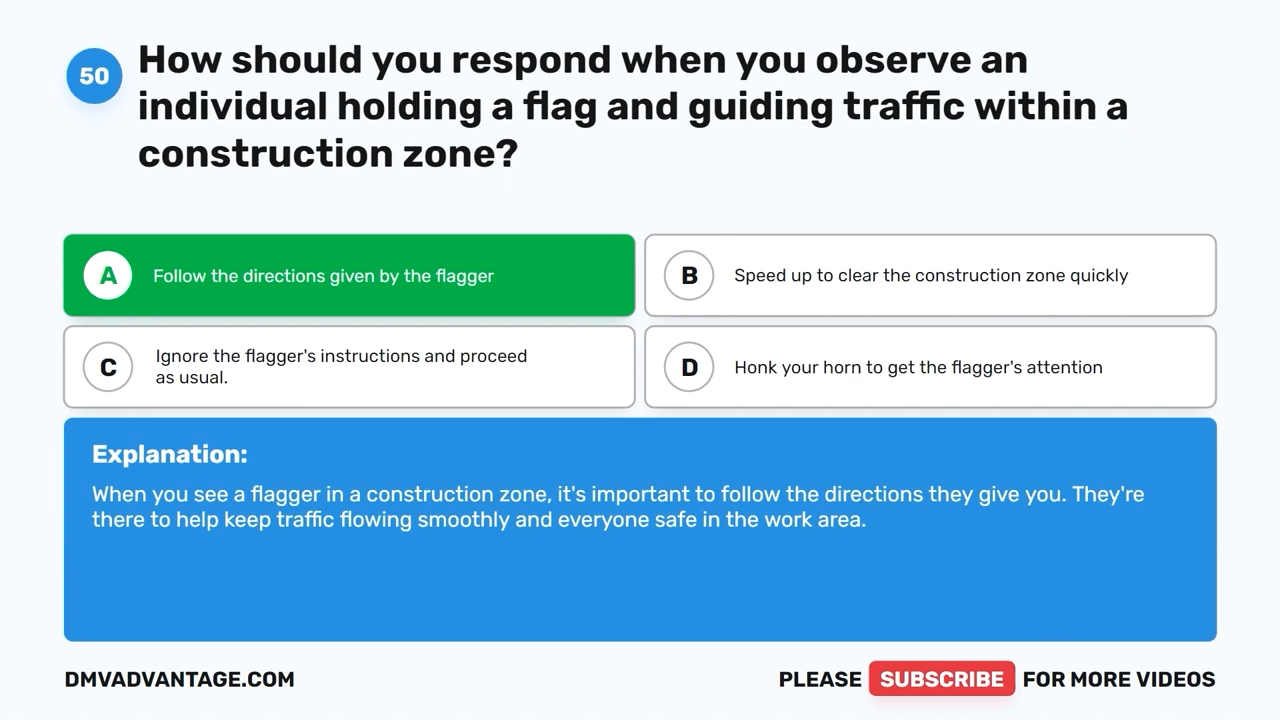 50
How should you respond when you observe an
individual holding a flag and guiding traffic within a
construction zone?
A
Follow the directions given by the flagger
B
Speed up to clear the construction zone quickly
C
Ignore the flagger's instructions and proceed
as usual.
D
Honk your horn to get the flagger's attention
Explanation:
When you see a flagger in a construction zone, it's important to follow the directions they give you. They're
there to help keep traffic flowing smoothly and everyone safe in the work area.
DMVADVANTAGE.COM
PLEASE SUBSCRIBE FOR MORE VIDEOS